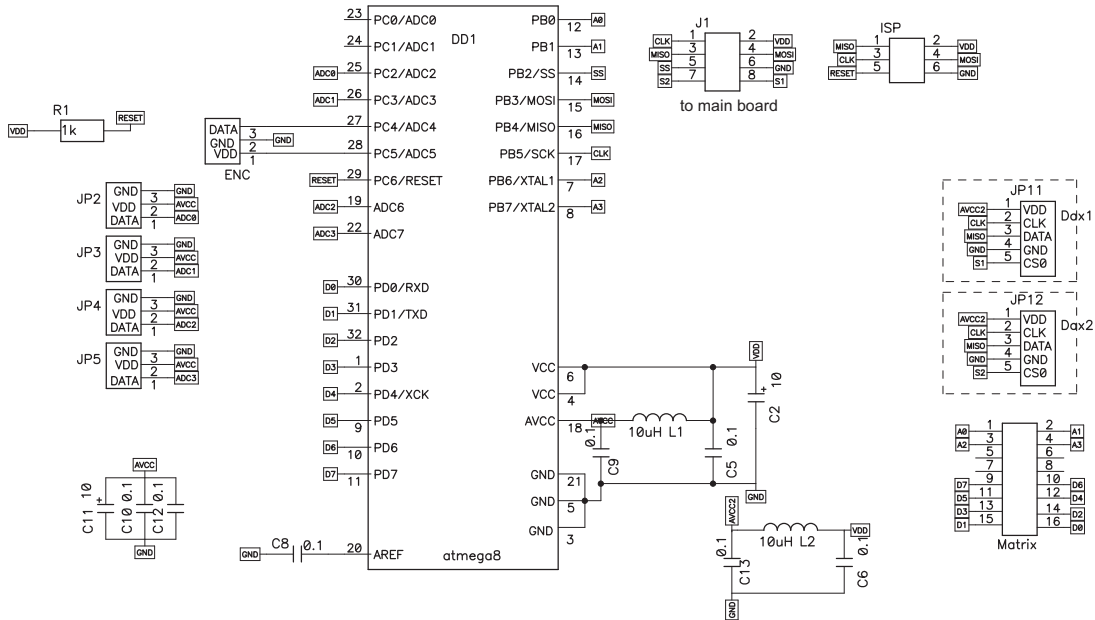 DD1
23 PC0/ADC0
24 PC1/ADC1
ADC0 25 PC2/ADC2
ADC1 26 PC3/ADC3
27 PC4/ADC4
28 PC5/ADC5
RESET 29 PC6/RESET
ADC2 19 ADC6
ADC3 22 ADC7
D0 30 PD0/RXD
D1 31 PD1/TXD
D2 32 PD2
D3 1 PD3
D4 2 PD4/XCK
D5 9 PD5
D6 10 PD6
D7 11 PD7
GND C8 0.1 20 AREF
atmega8
PB0 12 A0
PB1 13 A1
PB2/SS 14 SS
PB3/MOSI 15 MOSI
PB4/MISO 16 MISO
PB5/SCK 17 CLK
PB6/XTAL1 7 A2
PB7/XTAL2 8 A3
VCC 6
VCC 4
AVCC 18 AVCC
GND 21
GND 5
GND 3
10uH L1
C9 0.1
C5 0.1
VDD
C2 + 10
GND
AVCC2
10uH L2
VDD
C13 0.1
C6 0.1
GND
R1
VDD 1k RESET
DATA 3
GND 2 GND
VDD 1
ENC
JP2
GND 3 GND
VDD 2 AVCC
DATA 1 ADC0
JP3
GND 3 GND
VDD 2 AVCC
DATA 1 ADC1
JP4
GND 3 GND
VDD 2 AVCC
DATA 1 ADC2
JP5
GND 3 GND
VDD 2 AVCC
DATA 1 ADC3
AVCC
C11 10 +
C10 0.1
C12 0.1
GND
J1
CLK 1 2 VDD
MISO 3 4 MOSI
SS 5 6 GND
S2 7 8 S1
to main board
ISP
MISO 1 2 VDD
CLK 3 4 MOSI
RESET 5 6 GND
JP11
Dax1
AVCC2 1 VDD
CLK 2 CLK
MISO 3 DATA
GND 4 GND
S1 5 CS0
JP12
Dax2
AVCC2 1 VDD
CLK 2 CLK
MISO 3 DATA
GND 4 GND
S2 5 CS0
A0 1 2 A1
A2 3 4 A3
5 6
7 8
D7 9 10 D6
D5 11 12 D4
D3 13 14 D2
D1 15 16 D0
Matrix